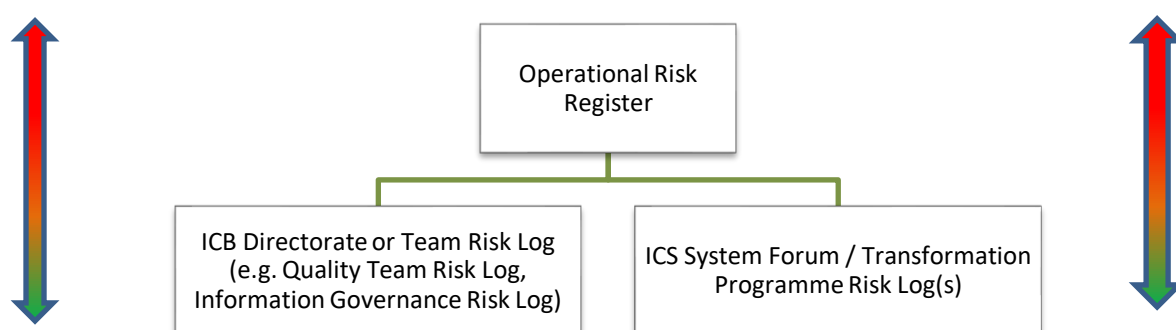 Operational Risk
Register
ICB Directorate or Team Risk Log
(e.g. Quality Team Risk Log,
Information Governance Risk Log)
ICS System Forum / Transformation
Programme Risk Log(s)